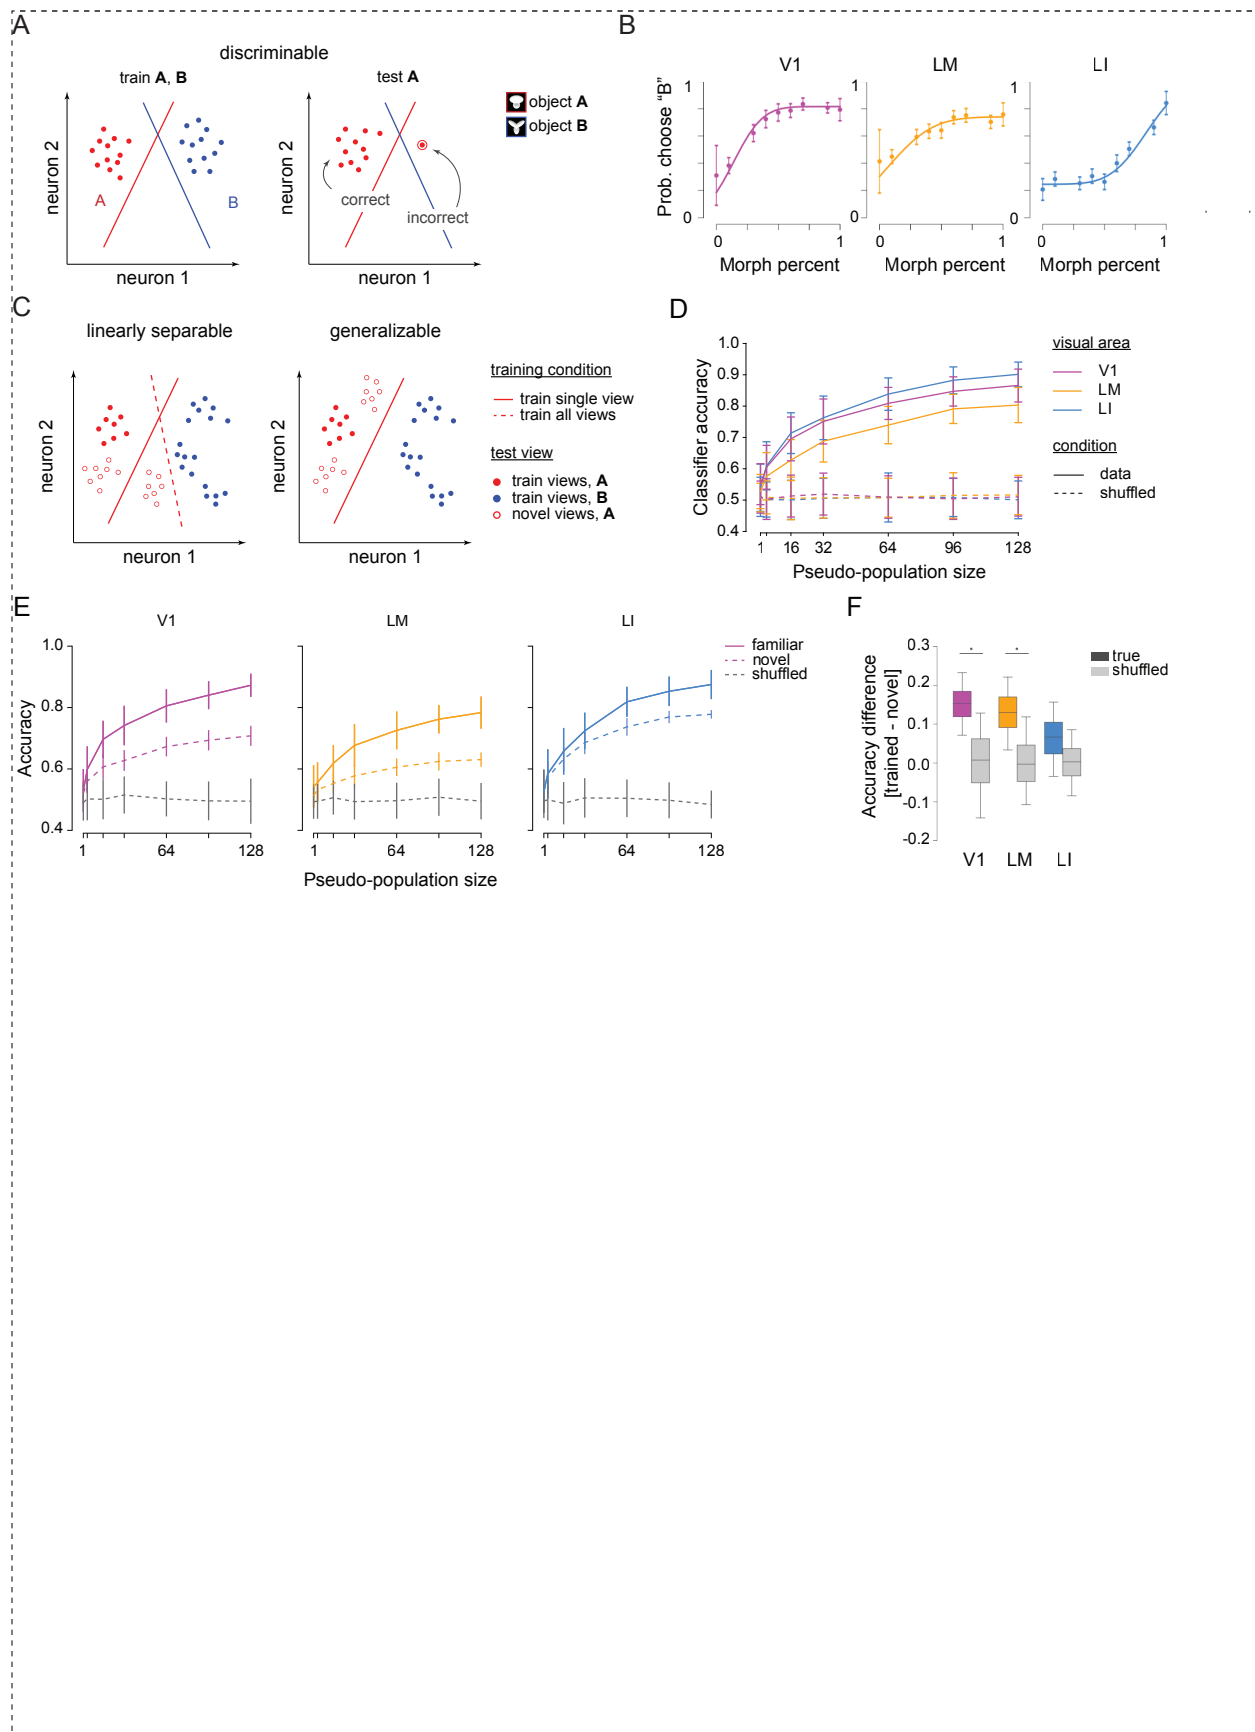 A
discriminable
train A, B
test A
neuron 2
A
B
neuron 1
correct
incorrect
neuron 1
neuron 2
object A
object B
B
V1
LM
LI
Prob. choose "B"
1
0
0
1
Morph percent
1
0
0
1
Morph percent
1
0
0
1
Morph percent
C
linearly separable
generalizable
neuron 2
neuron 1
neuron 2
neuron 1
training condition
train single view
train all views
test view
train views, A
train views, B
novel views, A
D
Classifier accuracy
1.0
0.9
0.8
0.7
0.6
0.5
0.4
1 16 32 64 96 128
Pseudo-population size
visual area
V1
LM
LI
condition
data
shuffled
E
V1
LM
LI
Accuracy
1.0
0.8
0.6
0.4
1 64 128
1 64 128
1 64 128
Pseudo-population size
familiar
novel
shuffled
F
Accuracy difference
[trained - novel]
0.3
0.2
0.1
0.0
-0.1
-0.2
V1 LM LI
true
shuffled